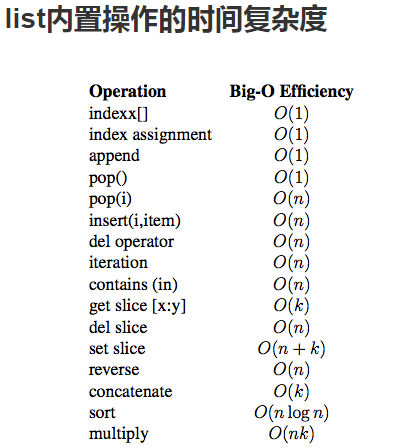 list内置操作的时间复杂度
Operation Big-O Efficiency
indexx[] O(1)
index assignment O(1)
append O(1)
pop() O(1)
pop(i) O(n)
insert(i,item) O(n)
del operator O(n)
iteration O(n)
contains (in) O(n)
get slice [x:y] O(k)
del slice O(n)
set slice O(n + k)
reverse O(n)
concatenate O(k)
sort O(n log n)
multiply O(nk)